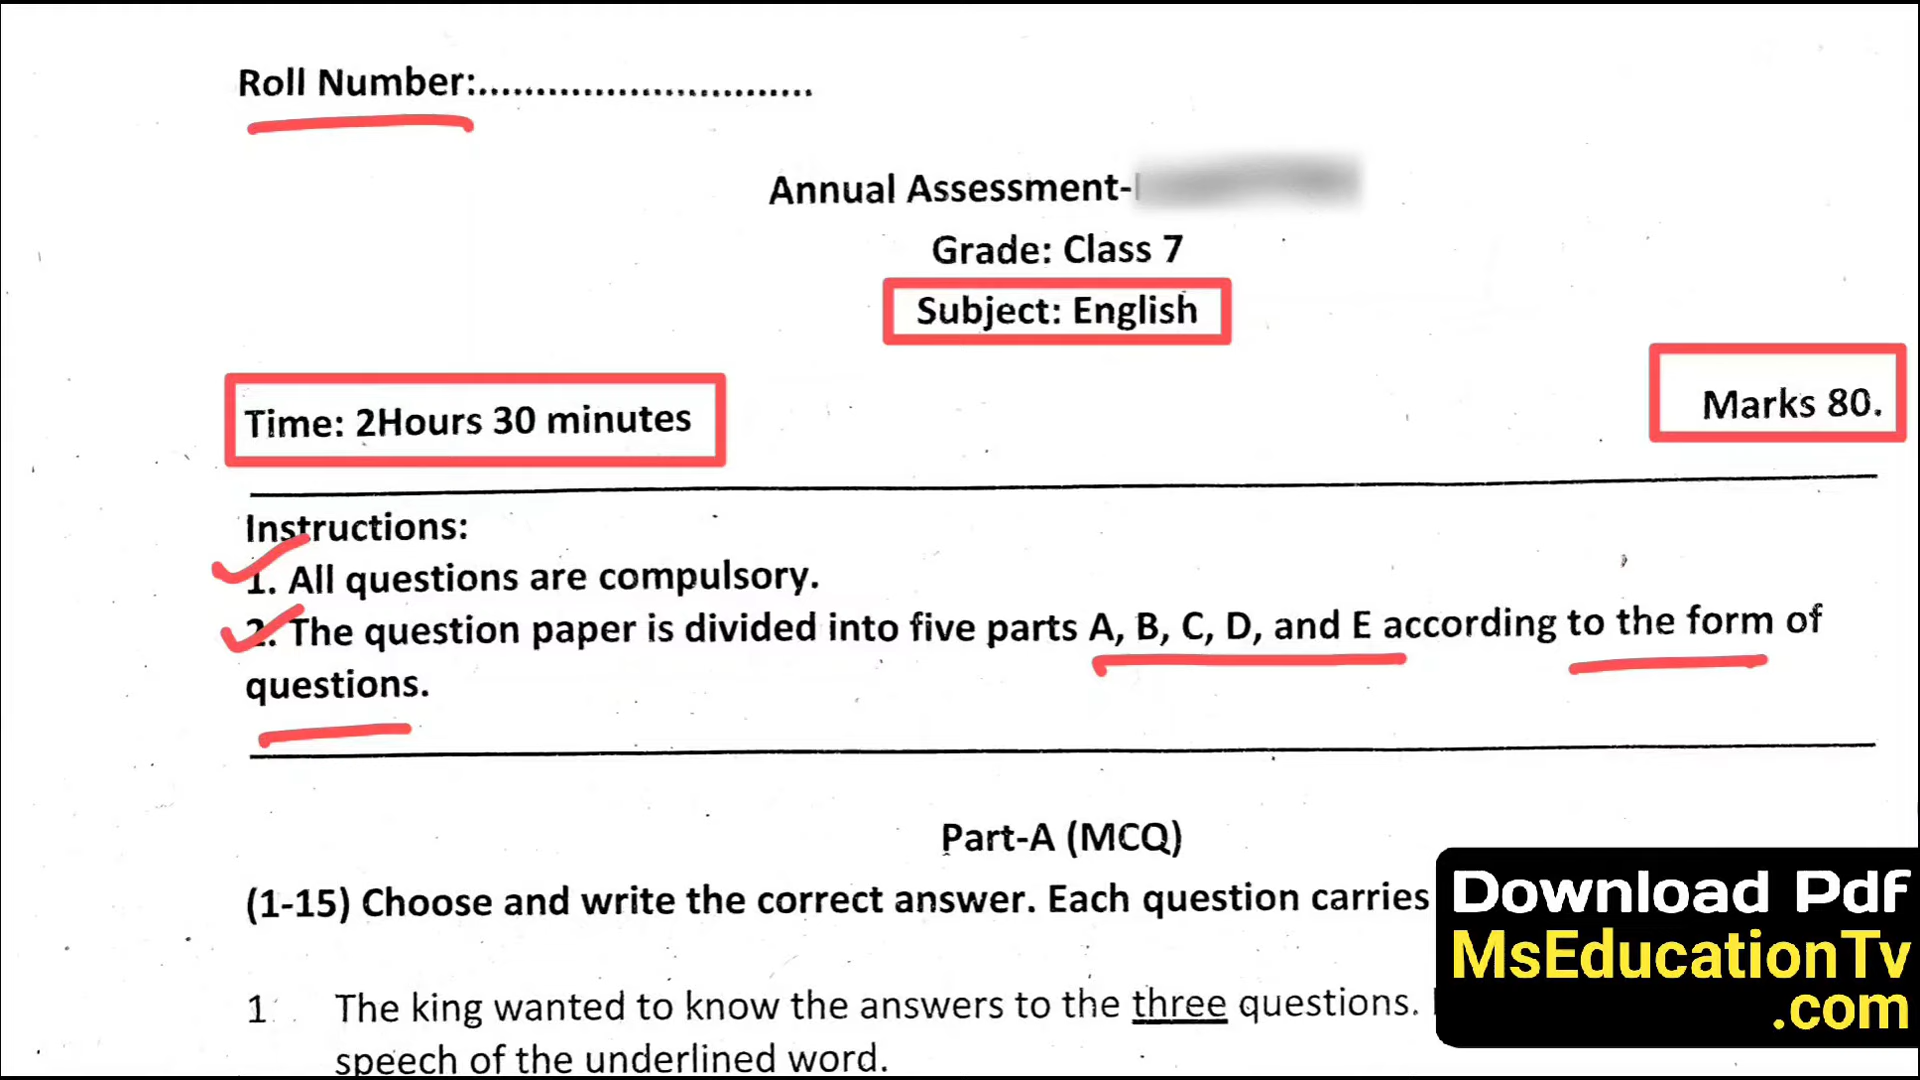 Roll Number:.............................
Annual Assessment-
Grade: Class 7
Subject: English
Time: 2Hours 30 minutes
Marks 80.
Instructions:
1. All questions are compulsory.
2. The question paper is divided into five parts A, B, C, D, and E according to the form of
questions.
Part-A (MCQ)
(1-15) Choose and write the correct answer. Each question carries
1 The king wanted to know the answers to the three questions.
speech of the underlined word.
Download Pdf
MsEducationTv
.com